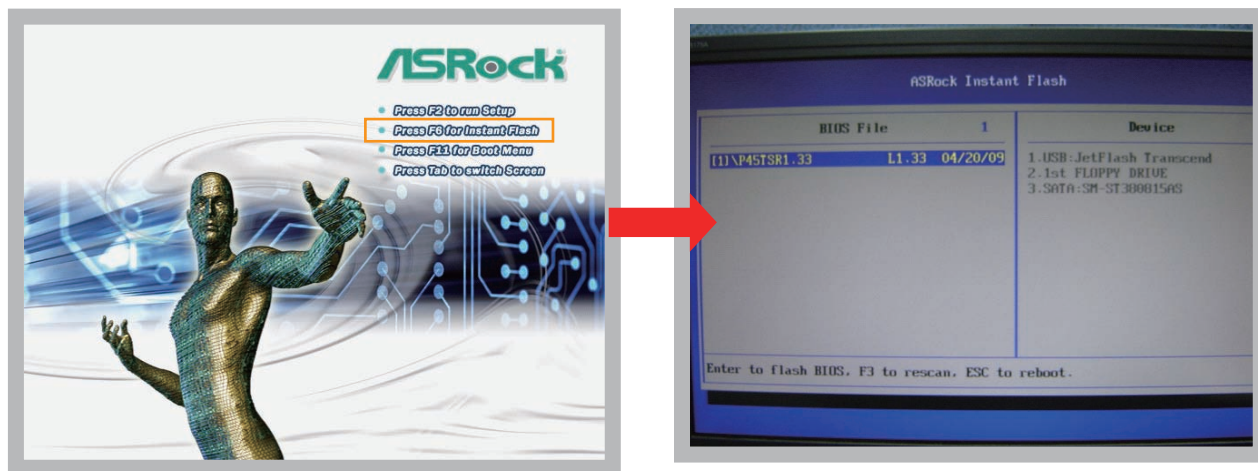 ASRock
Press F2 to run Setup
Press F6 for Instant Flash
Press F11 for Boot Menu
Press Tab to switch Screen
ASRock Instant Flash
BIOS File 1
Device
[1]\P45TSR1.33 L1.33 04/20/09
1.USB:JetFlash Transcend
2.1st FLOPPY DRIVE
3.SATA:SM-ST380815AS
Enter to flash BIOS, F3 to rescan, ESC to reboot.